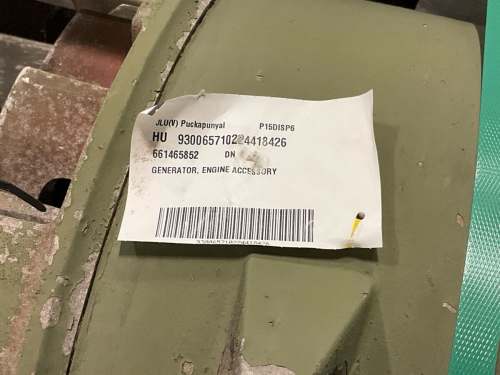 JLU(V) Puckapunyal P15DISP6
HU 930065710224418426
661465852 DN
GENERATOR, ENGINE ACCESSORY